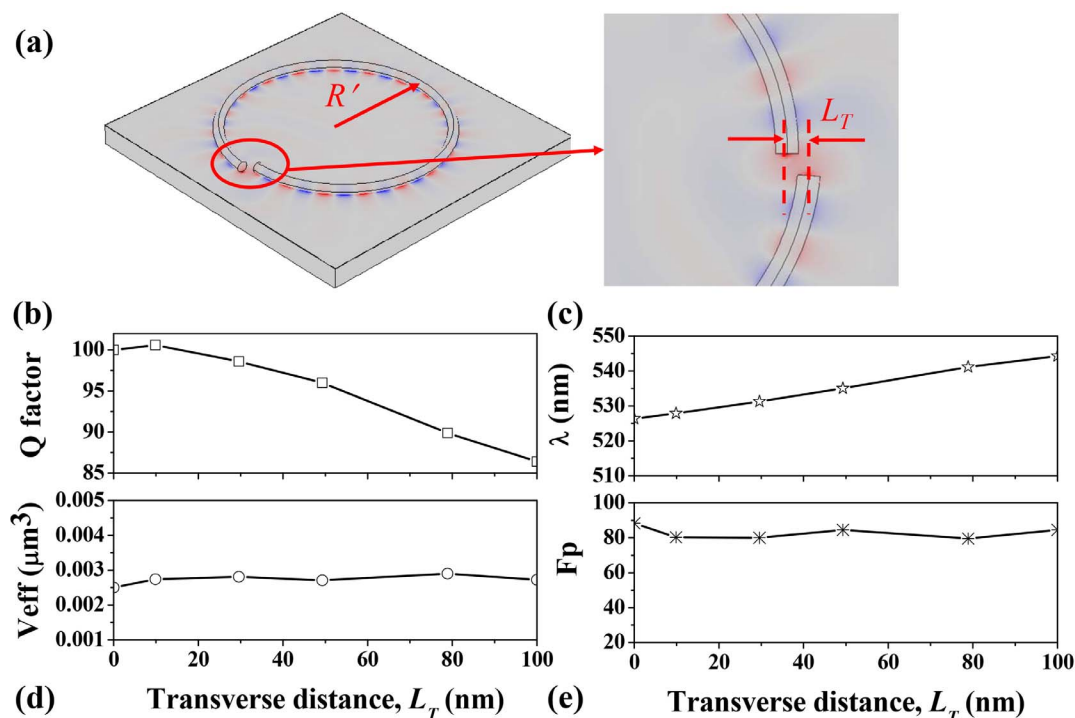 (a)
R′
L_T
(b)
(c)
Q factor
100
95
90
85
λ (nm)
550
540
530
520
510
Veff (μm³)
0.005
0.004
0.003
0.002
0.001
0 20 40 60 80 100
Fp
100
80
60
40
20
0 20 40 60 80 100
(d)
Transverse distance, L_T (nm)
(e)
Transverse distance, L_T (nm)